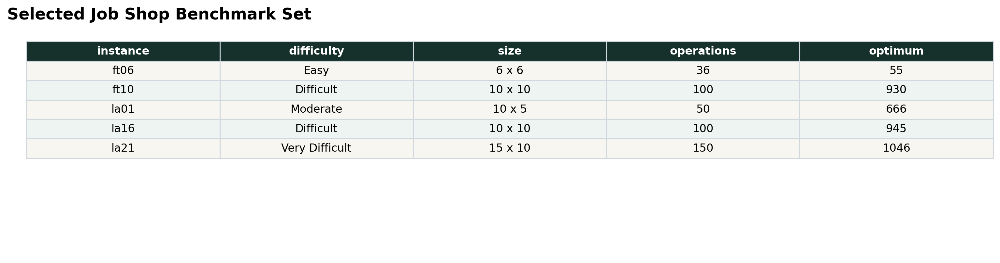 Selected Job Shop Benchmark Set
instance difficulty size operations optimum
ft06 Easy 6 x 6 36 55
ft10 Difficult 10 x 10 100 930
la01 Moderate 10 x 5 50 666
la16 Difficult 10 x 10 100 945
la21 Very Difficult 15 x 10 150 1046